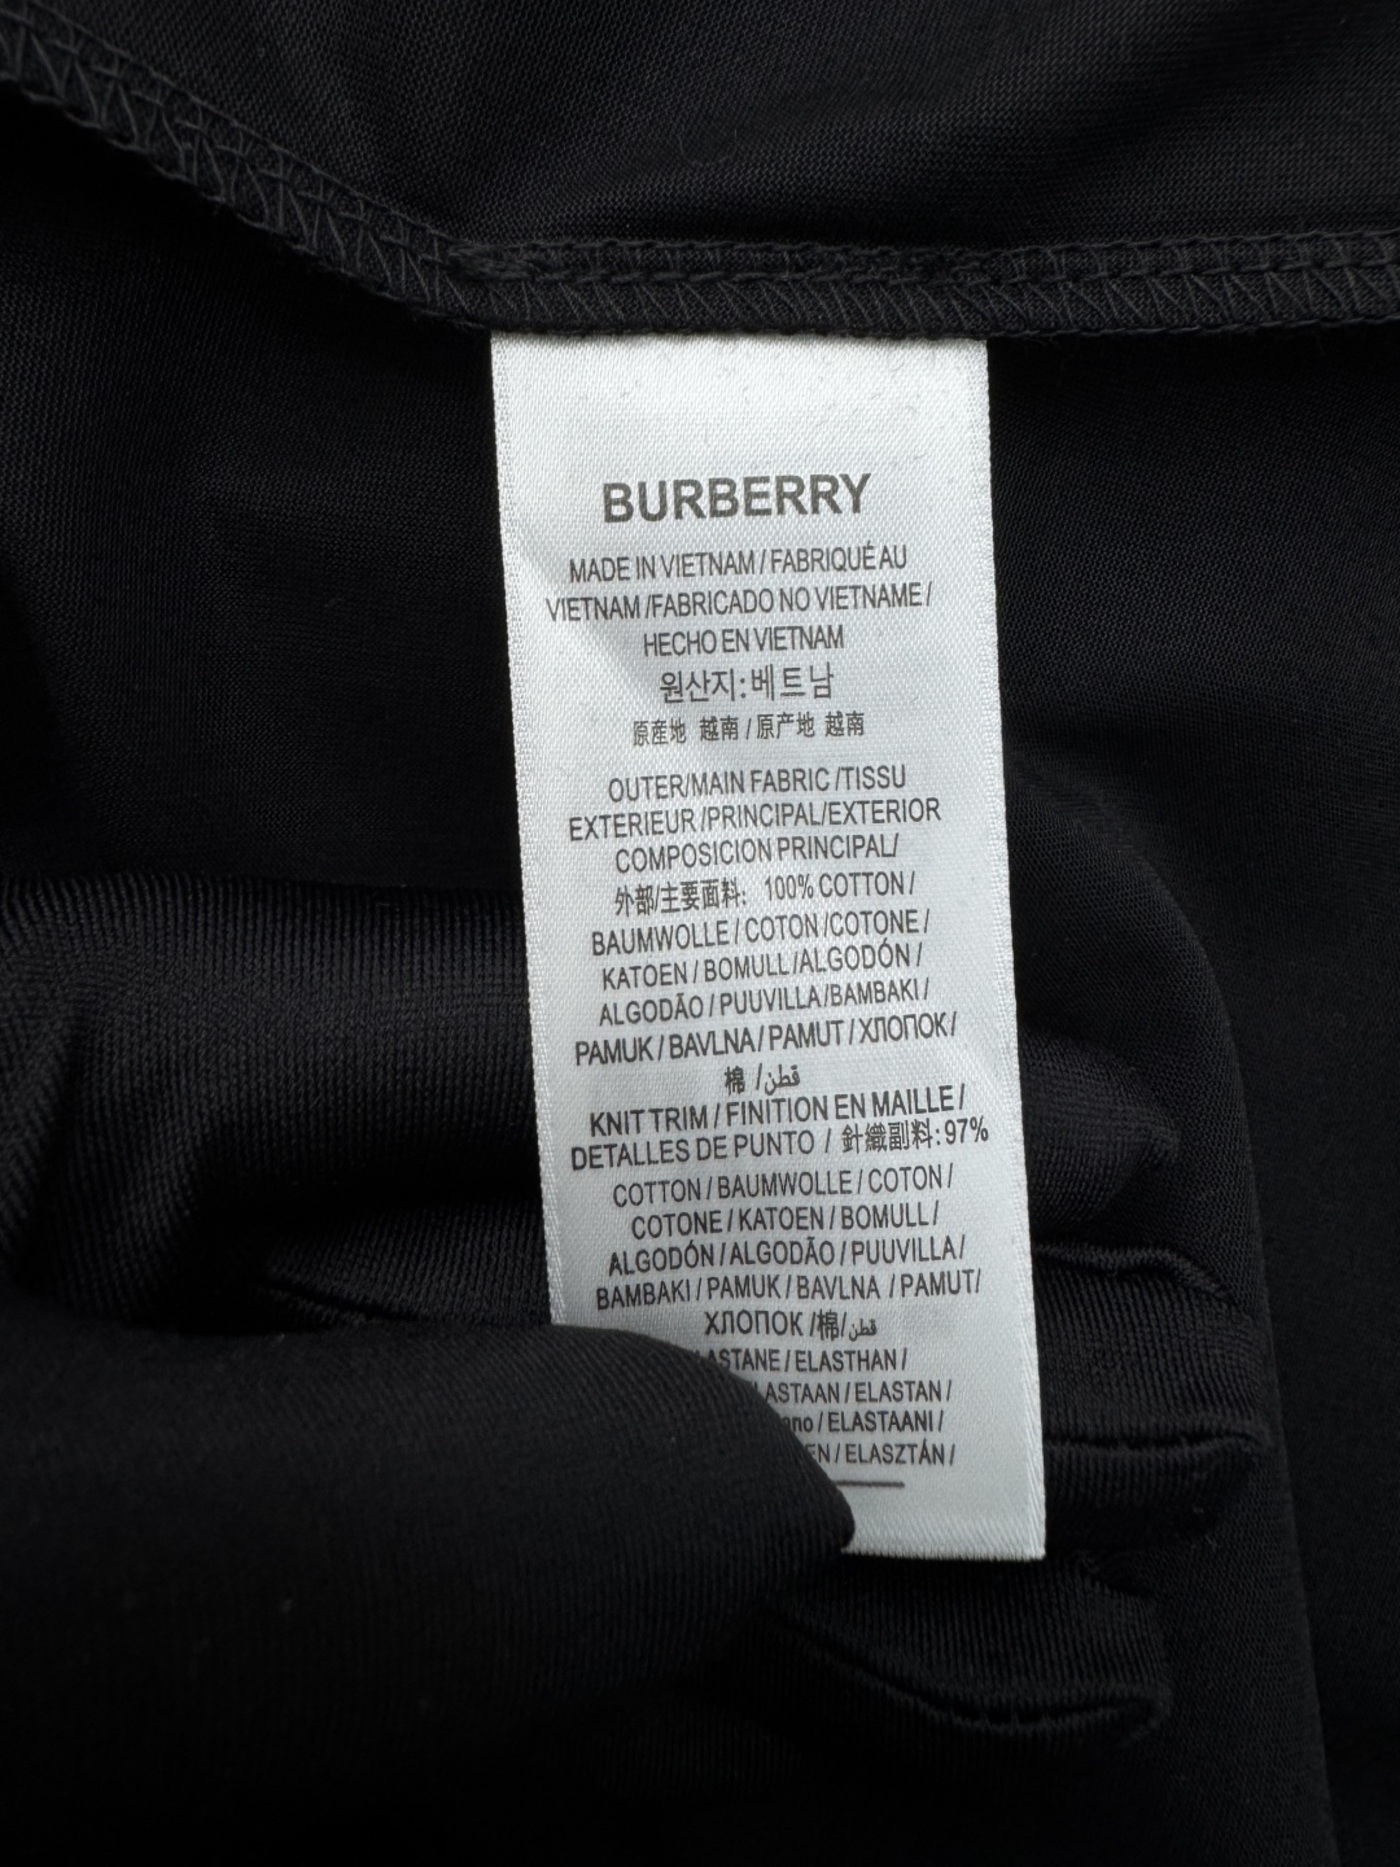 BURBERRY
MADE IN VIETNAM / FABRIQUÉ AU
VIETNAM /FABRICADO NO VIETNAME /
HECHO EN VIETNAM
원산지:베트남
原産地 越南 / 原产地 越南
OUTER/MAIN FABRIC /TISSU
EXTERIEUR /PRINCIPAL/EXTERIOR
COMPOSICION PRINCIPAL/
外部/主要面料: 100% COTTON /
BAUMWOLLE / COTON /COTONE /
KATOEN / BOMULL /ALGODÓN /
ALGODÃO / PUUVILLA /BAMBAKI /
PAMUK / BAVLNA / PAMUT / ХЛОПОК /
棉 /قطن
KNIT TRIM / FINITION EN MAILLE /
DETALLES DE PUNTO / 針織副料: 97%
COTTON / BAUMWOLLE / COTON /
COTONE / KATOEN / BOMULL /
ALGODÓN / ALGODÃO / PUUVILLA /
BAMBAKI / PAMUK / BAVLNA / PAMUT/
ХЛОПОК /棉/قطن
/ ELASTHAN /
/ ELASTAN /
/ ELASTAANI /
/ ELASZTÁN /